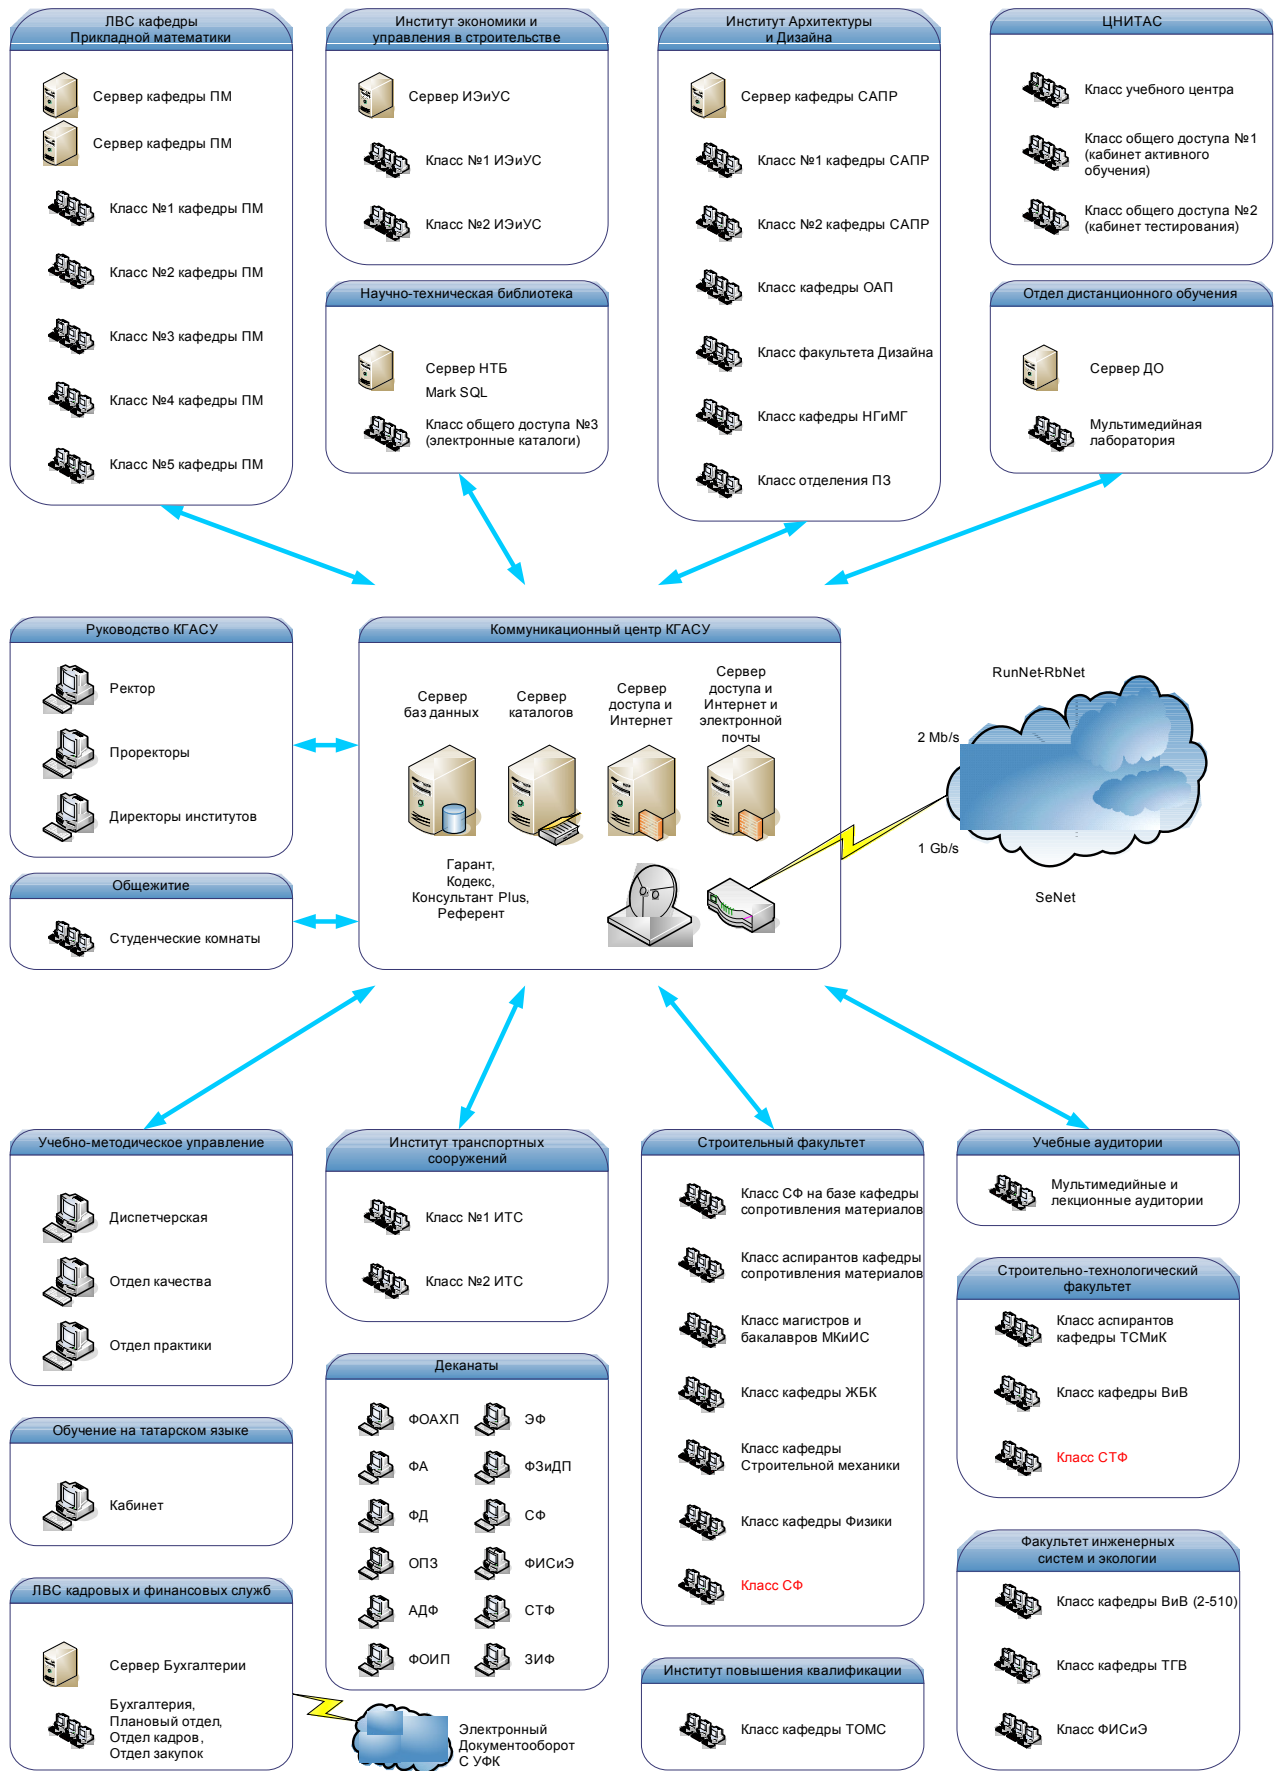 ЛВС кафедры
Прикладной математики
Сервер кафедры ПМ
Сервер кафедры ПМ
Класс №1 кафедры ПМ
Класс №2 кафедры ПМ
Класс №3 кафедры ПМ
Класс №4 кафедры ПМ
Класс №5 кафедры ПМ
Институт экономики и
управления в строительстве
Сервер ИЭиУС
Класс №1 ИЭиУС
Класс №2 ИЭиУС
Научно-техническая библиотека
Сервер НТБ
Mark SQL
Класс общего доступа №3
(электронные каталоги)
Институт Архитектуры
и Дизайна
Сервер кафедры САПР
Класс №1 кафедры САПР
Класс №2 кафедры САПР
Класс кафедры ОАП
Класс факультета Дизайна
Класс кафедры НГиМГ
Класс отделения ПЗ
ЦНИТАС
Класс учебного центра
Класс общего доступа №1
(кабинет активного
обучения)
Класс общего доступа №2
(кабинет тестирования)
Отдел дистанционного обучения
Сервер ДО
Мультимедийная
лаборатория
Руководство КГАСУ
Ректор
Проректоры
Директоры институтов
Общежитие
Студенческие комнаты
Коммуникационный центр КГАСУ
Сервер
баз данных
Сервер
каталогов
Сервер
доступа и
Интернет
Сервер
доступа и
Интернет и
электронной
почты
Гарант,
Кодекс,
Консультант Plus,
Референт
RunNet-RbNet
2 Mb/s
1 Gb/s
SeNet
Учебно-методическое управление
Диспетчерская
Отдел качества
Отдел практики
Обучение на татарском языке
Кабинет
ЛВС кадровых и финансовых служб
Сервер Бухгалтерии
Бухгалтерия,
Плановый отдел,
Отдел кадров,
Отдел закупок
Институт транспортных
сооружений
Класс №1 ИТС
Класс №2 ИТС
Деканаты
ФОАХП
ЭФ
ФА
ФЗиДП
ФД
СФ
ОПЗ
ФИСиЭ
АДФ
СТФ
ФОИП
ЗИФ
Электронный
Документооборот
С УФК
Строительный факультет
Класс СФ на базе кафедры
сопротивления материалов
Класс аспирантов кафедры
сопротивления материалов
Класс магистров и
бакалавров МКиИС
Класс кафедры ЖБК
Класс кафедры
Строительной механики
Класс кафедры Физики
Класс СФ
Институт повышения квалификации
Класс кафедры ТОМС
Учебные аудитории
Мультимедийные и
лекционные аудитории
Строительно-технологический
факультет
Класс аспирантов
кафедры ТСМиК
Класс кафедры ВиВ
Класс СТФ
Факультет инженерных
систем и экологии
Класс кафедры ВиВ (2-510)
Класс кафедры ТГВ
Класс ФИСиЭ